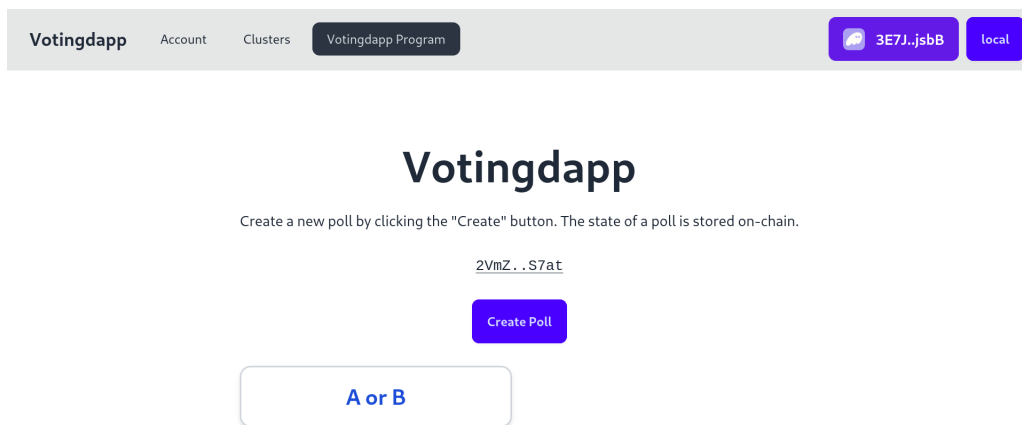 Votingdapp Account Clusters Votingdapp Program 3E7J..jsbB local
Votingdapp
Create a new poll by clicking the "Create" button. The state of a poll is stored on-chain.
2VmZ..S7at
Create Poll
A or B